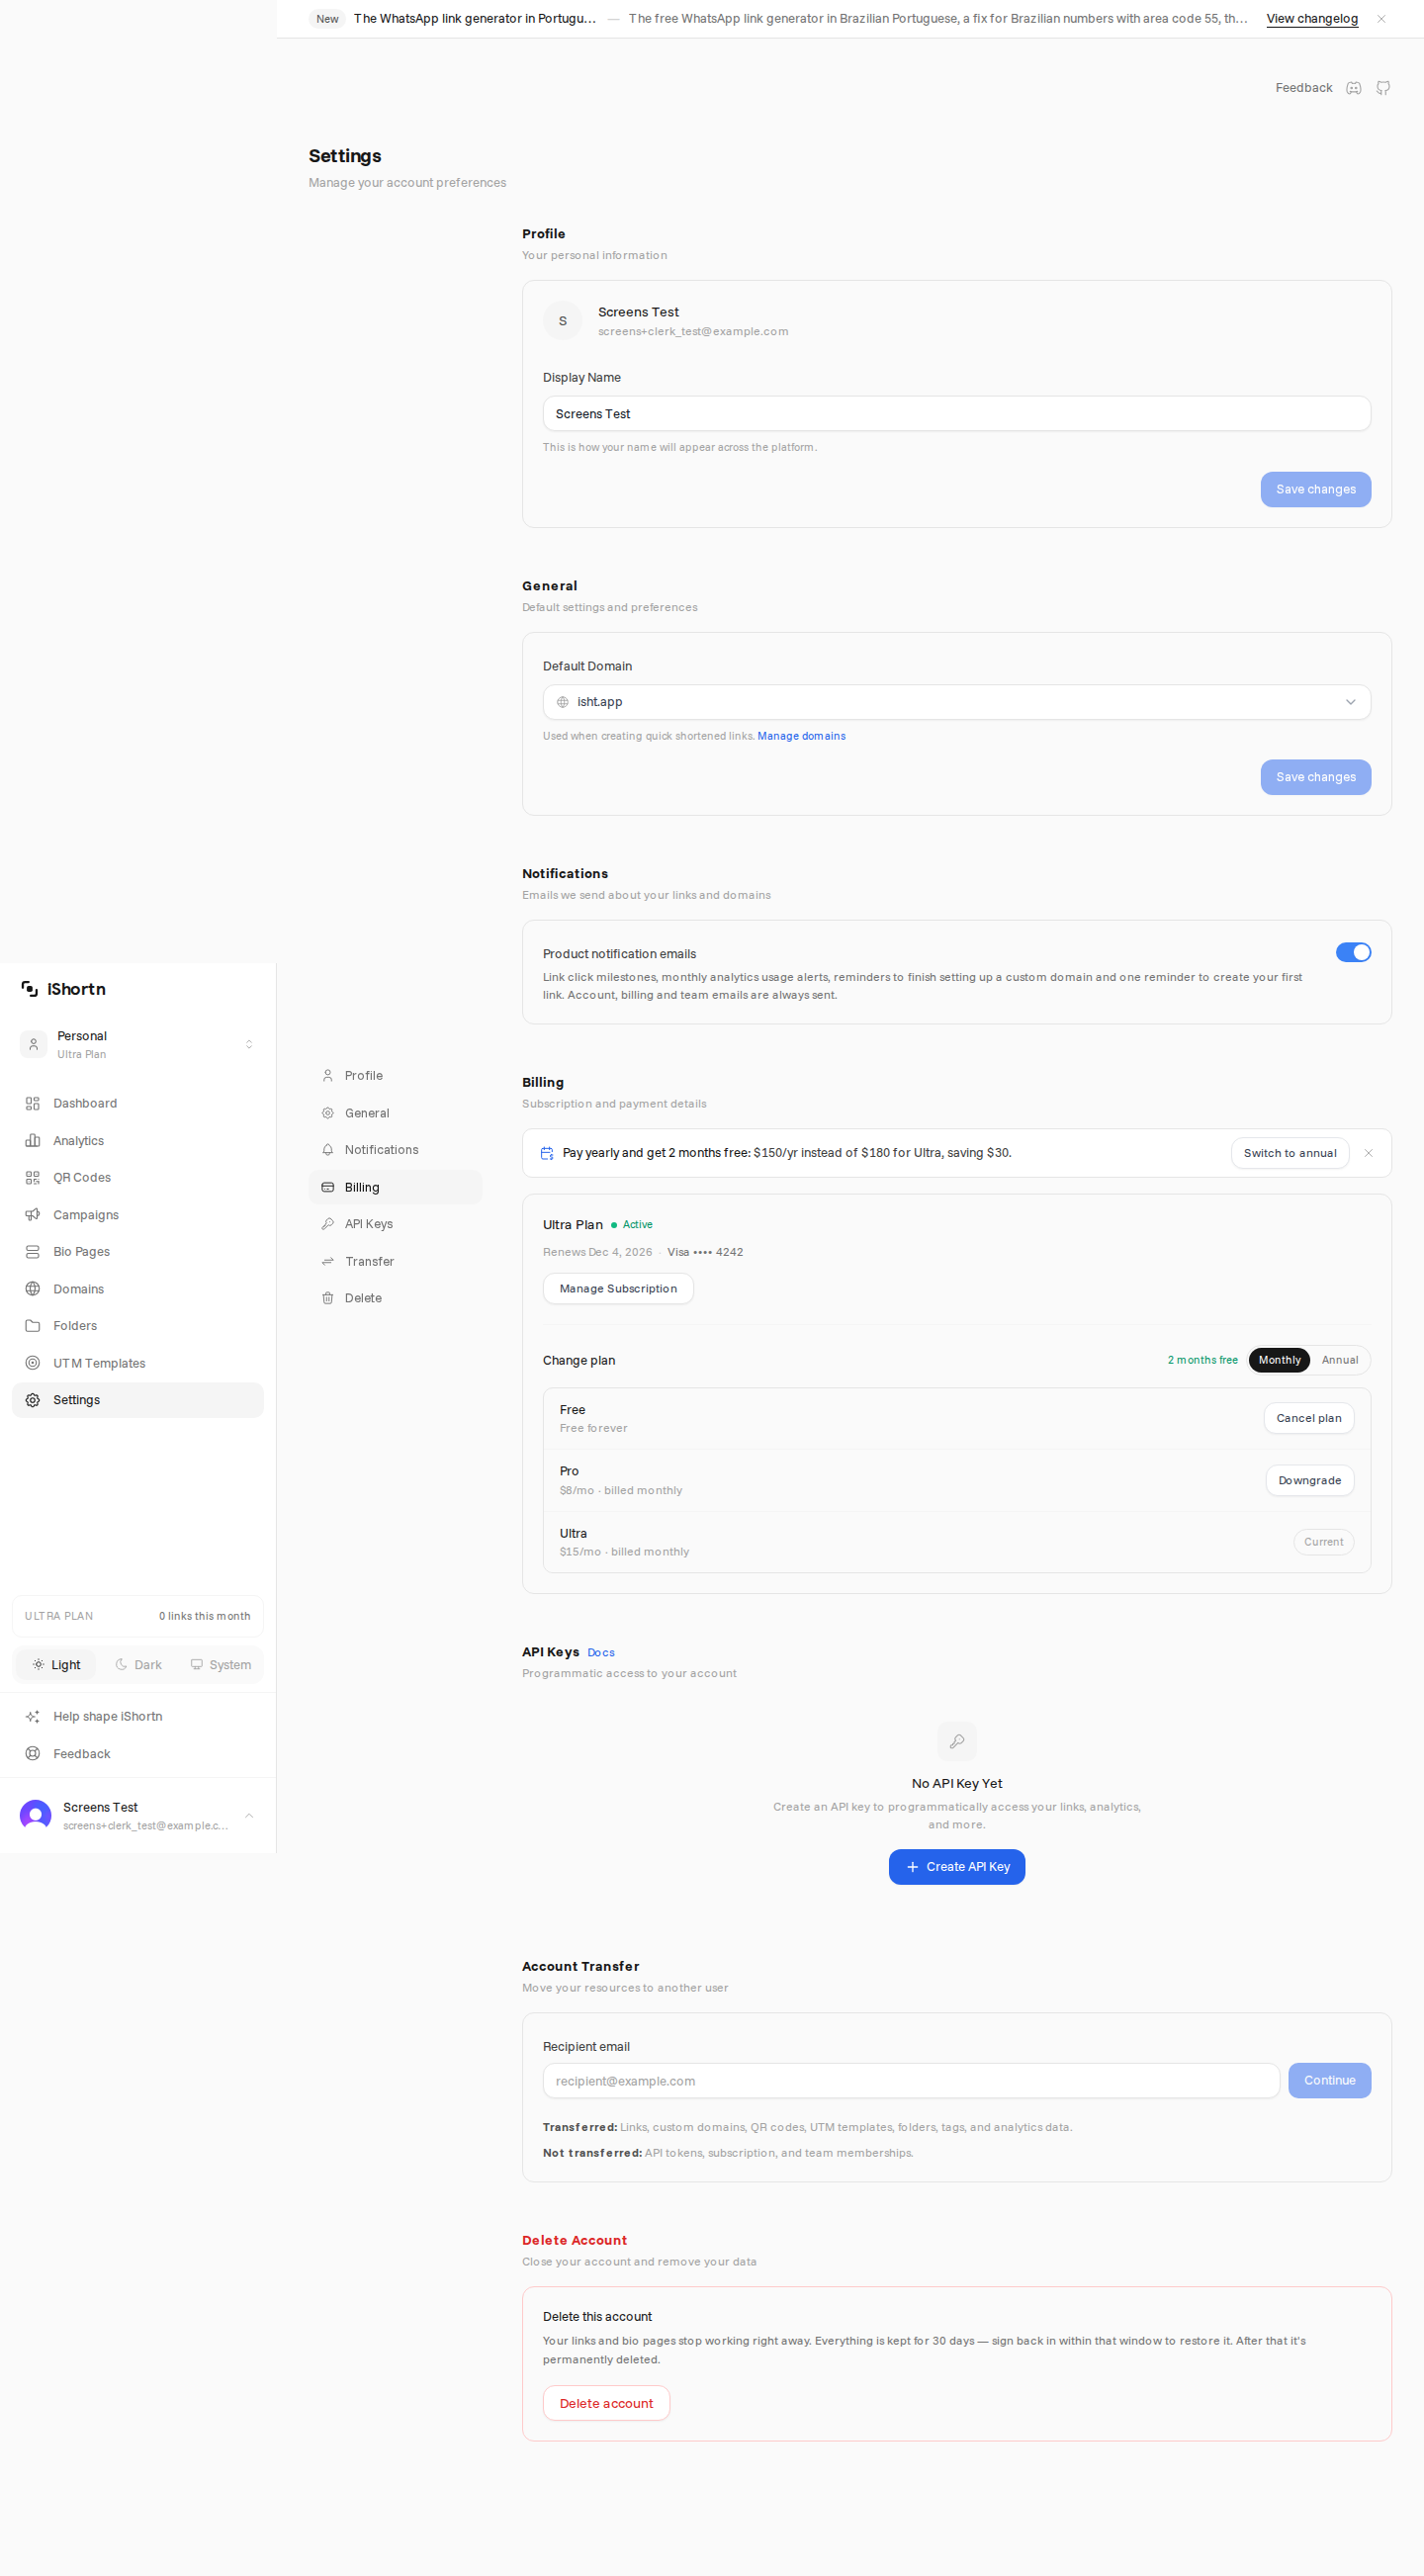 New The WhatsApp link generator in Portugu... — The free WhatsApp link generator in Brazilian Portuguese, a fix for Brazilian numbers with area code 55, th... View changelog
Feedback
Settings
Manage your account preferences
Profile
Your personal information
S
Screens Test
screens+clerk_test@example.com
Display Name
Screens Test
This is how your name will appear across the platform.
Save changes
General
Default settings and preferences
Default Domain
isht.app
Used when creating quick shortened links. Manage domains
Save changes
Notifications
Emails we send about your links and domains
Product notification emails
Link click milestones, monthly analytics usage alerts, reminders to finish setting up a custom domain and one reminder to create your first
link. Account, billing and team emails are always sent.
iShortn
Personal
Ultra Plan
Dashboard
Analytics
QR Codes
Campaigns
Bio Pages
Domains
Folders
UTM Templates
Settings
ULTRA PLAN 0 links this month
Light Dark System
Help shape iShortn
Feedback
Screens Test
screens+clerk_test@example.c...
Profile
General
Notifications
Billing
API Keys
Transfer
Delete
Billing
Subscription and payment details
Pay yearly and get 2 months free: $150/yr instead of $180 for Ultra, saving $30. Switch to annual
Ultra Plan Active
Renews Dec 4, 2026 · Visa •••• 4242
Manage Subscription
Change plan 2 months free Monthly Annual
Free
Free forever
Cancel plan
Pro
$8/mo · billed monthly
Downgrade
Ultra
$15/mo · billed monthly
Current
API Keys Docs
Programmatic access to your account
No API Key Yet
Create an API key to programmatically access your links, analytics,
and more.
Create API Key
Account Transfer
Move your resources to another user
Recipient email
recipient@example.com Continue
Transferred: Links, custom domains, QR codes, UTM templates, folders, tags, and analytics data.
Not transferred: API tokens, subscription, and team memberships.
Delete Account
Close your account and remove your data
Delete this account
Your links and bio pages stop working right away. Everything is kept for 30 days — sign back in within that window to restore it. After that it's
permanently deleted.
Delete account